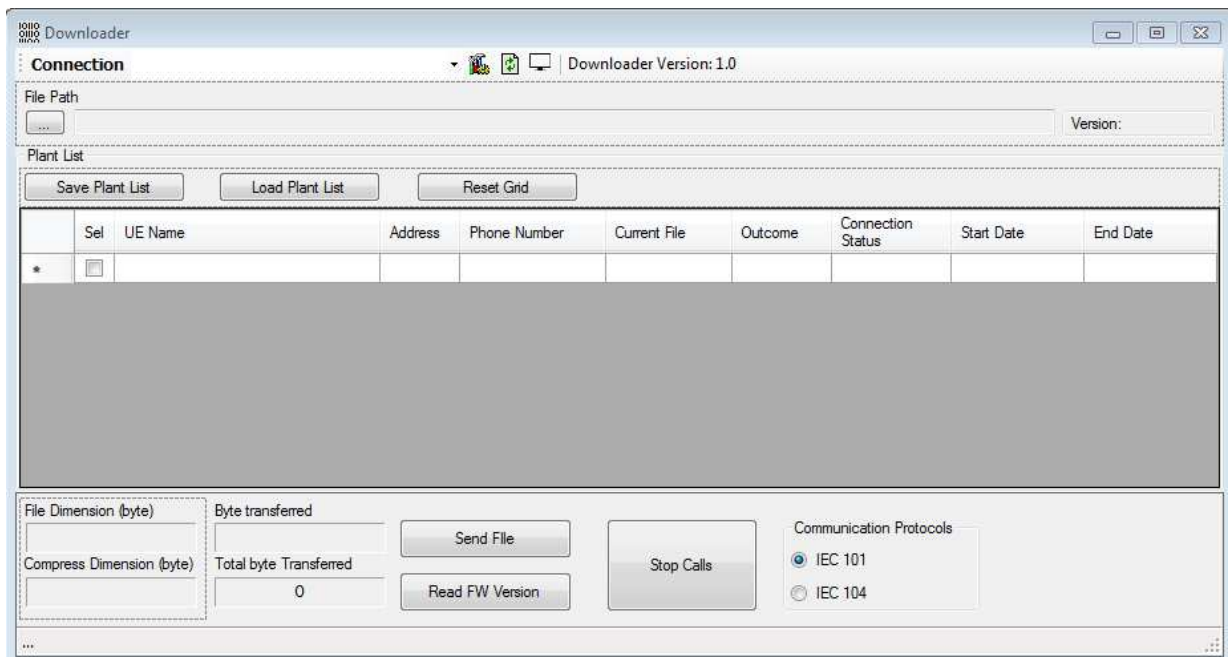 Downloader
Connection Downloader Version: 1.0
File Path
... Version:
Plant List
Save Plant List Load Plant List Reset Grid
Sel UE Name Address Phone Number Current File Outcome Connection Status Start Date End Date
*
File Dimension (byte) Byte transferred
Send FIle
Stop Calls
Communication Protocols
IEC 101
Compress Dimension (byte) Total byte Transferred
0
Read FW Version
IEC 104
...